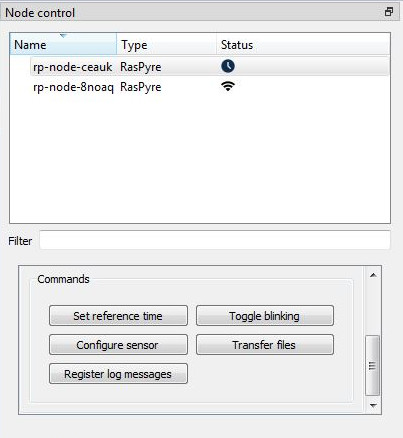 Node control
Name Type Status
rp-node-ceauk RasPyre
rp-node-8noaq RasPyre
Filter
Commands
Set reference time Toggle blinking
Configure sensor Transfer files
Register log messages